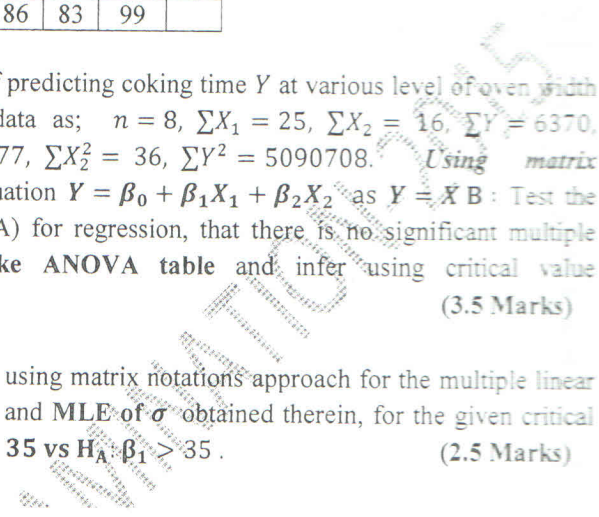 86 83 99
predicting coking time Y at various level of oven width
data as; n = 8, ∑X₁ = 25, ∑X₂ = 16, ∑Y = 6370,
77, ∑X₂² = 36, ∑Y² = 5090708. Using matrix
Y = β₀ + β₁X₁ + β₂X₂ as Y = X B : Test the
A) for regression, that there is no significant multiple
ke ANOVA table and infer using critical value
(3.5 Marks)
using matrix notations approach for the multiple linear
and MLE of σ obtained therein, for the given critical
35 vs H_A: β₁ > 35 .
(2.5 Marks)